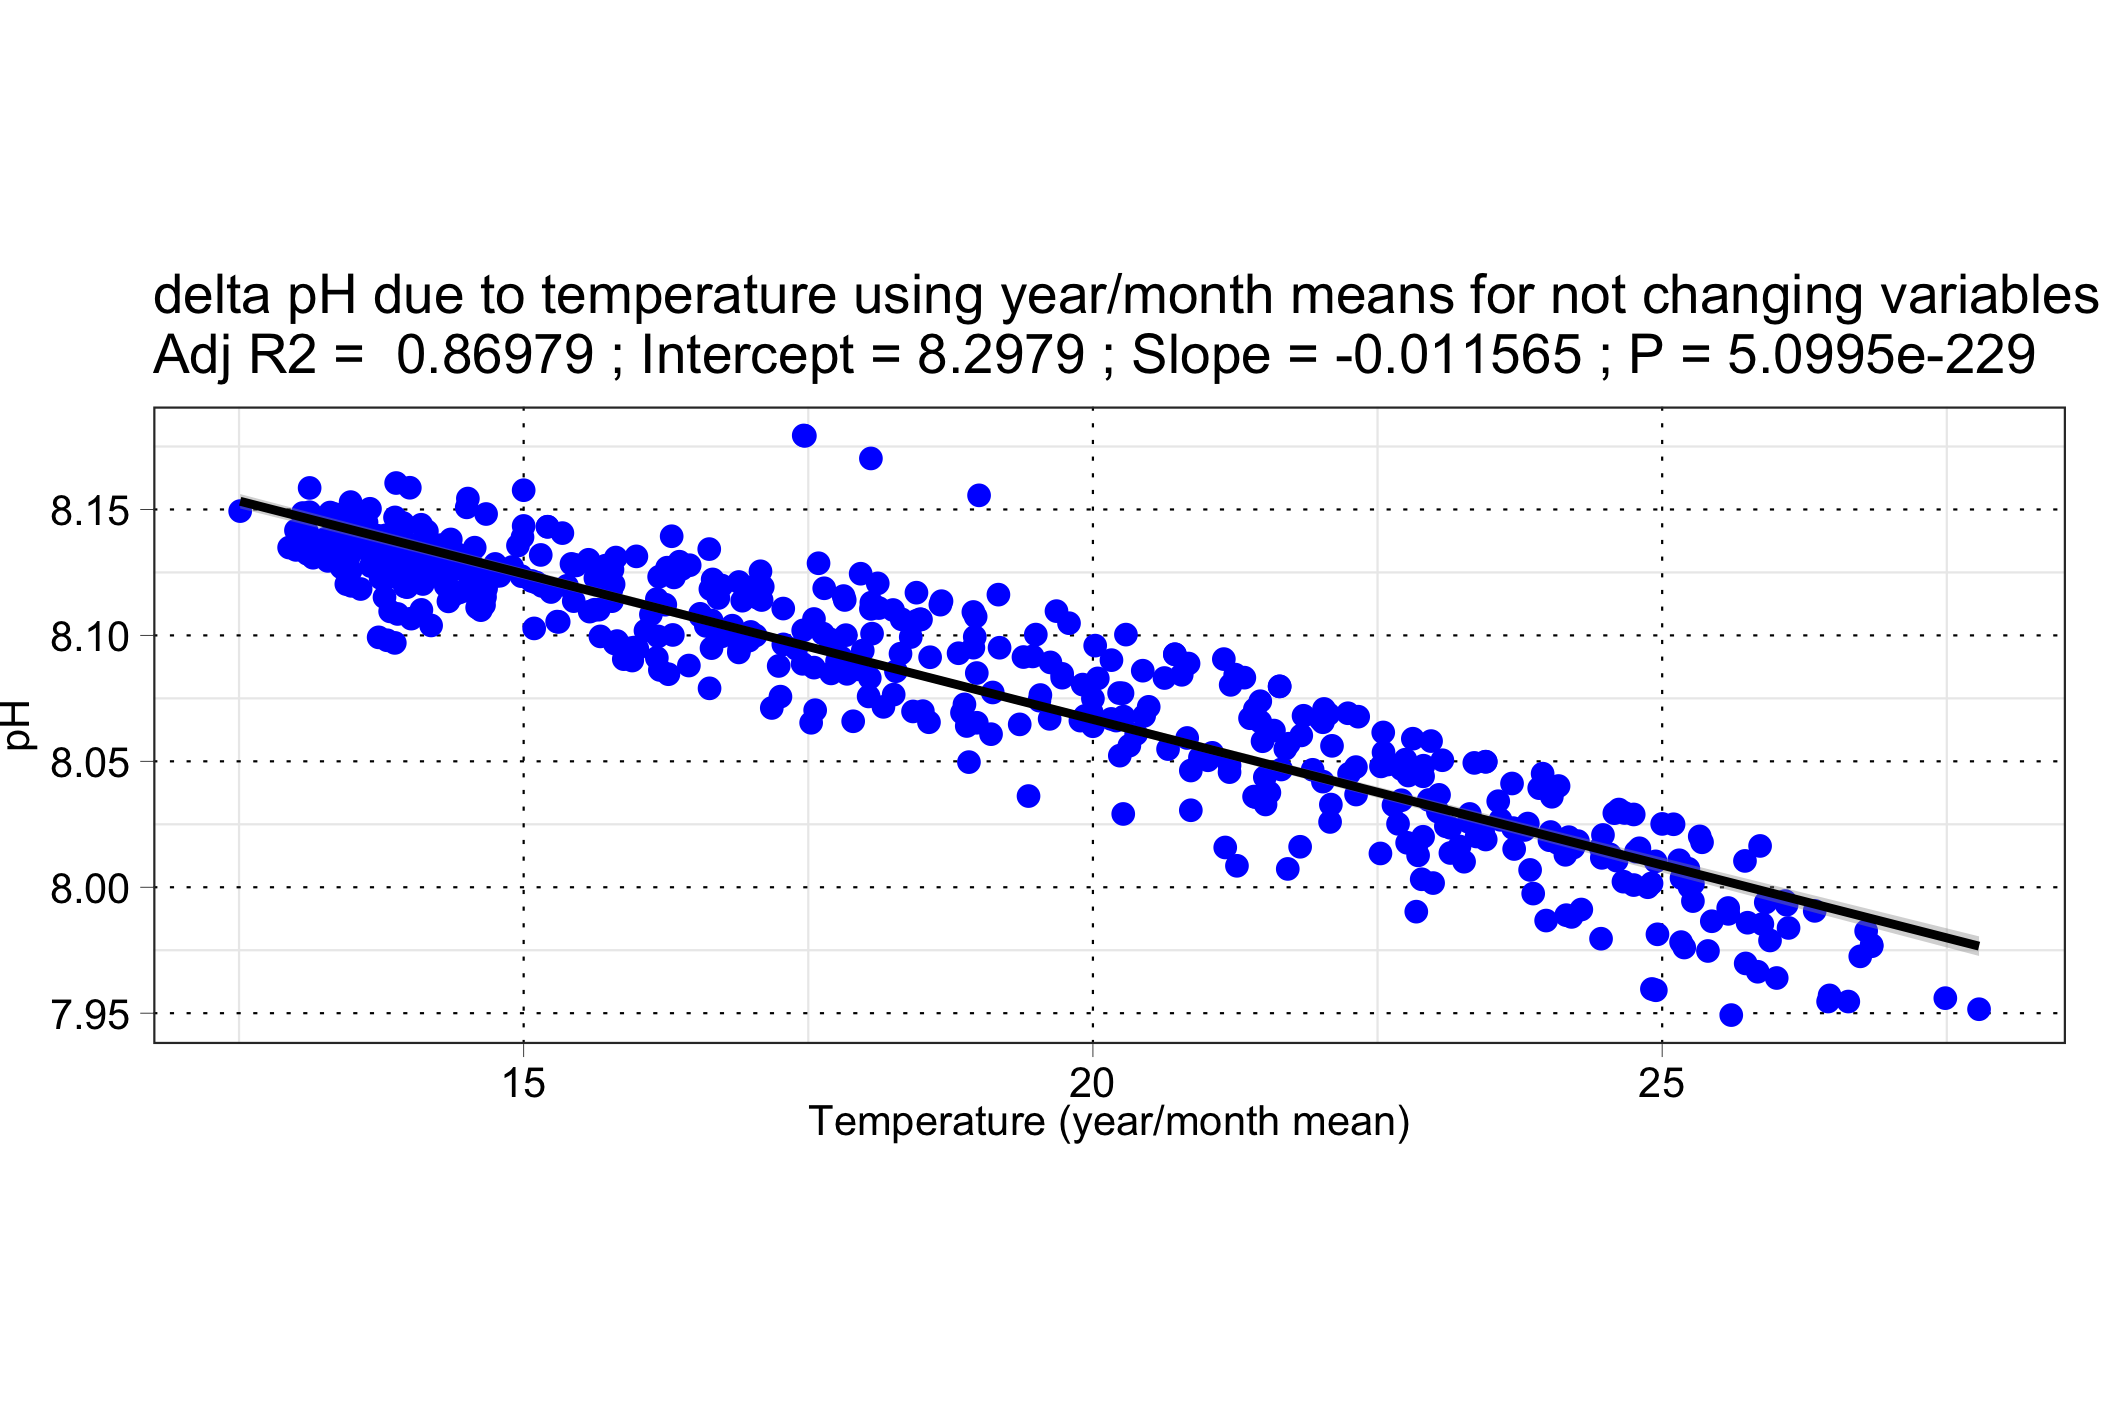 delta pH due to temperature using year/month means for not changing variables
Adj R2 =  0.86979 ; Intercept = 8.2979 ; Slope = -0.011565 ; P = 5.0995e-229
8.15
8.10
8.05
8.00
7.95
pH
15 20 25
Temperature (year/month mean)